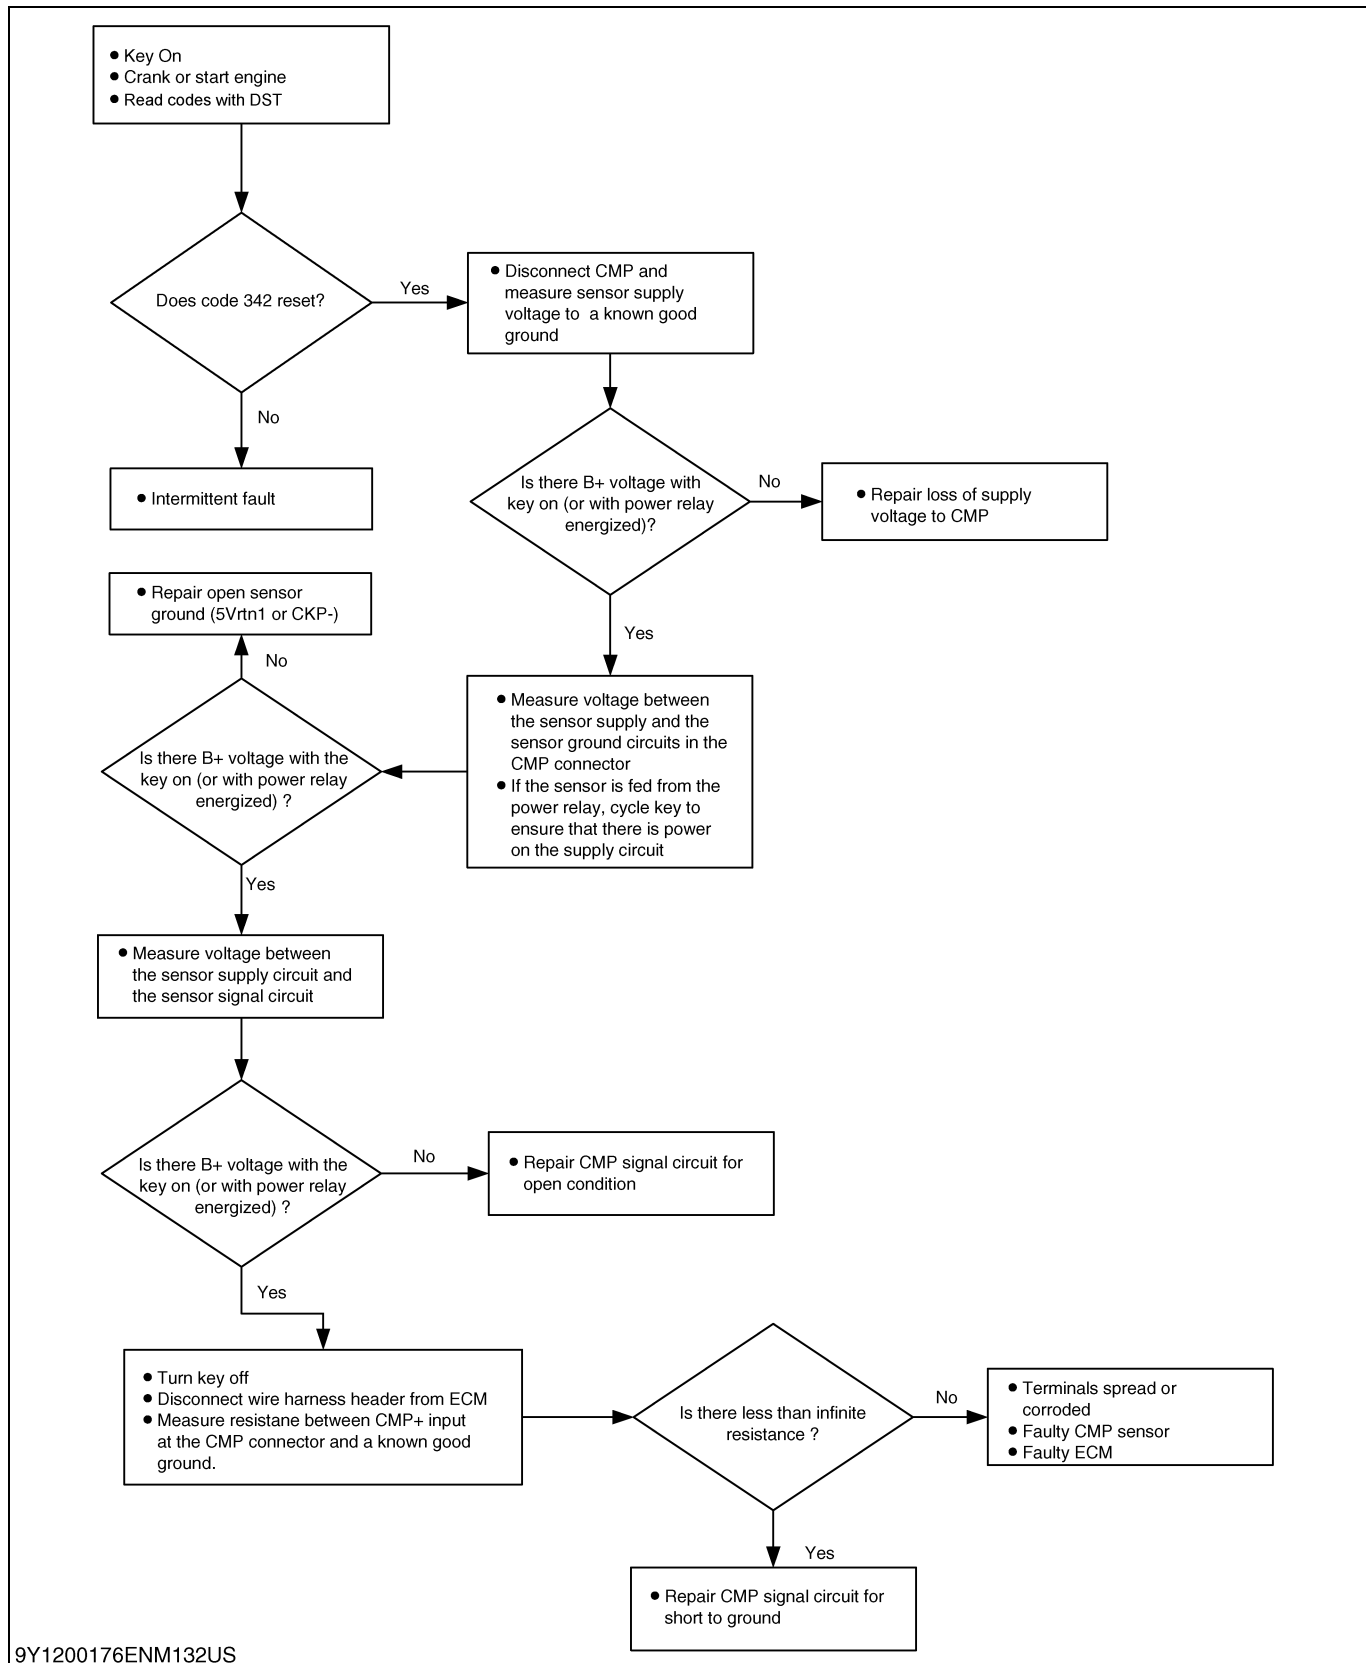 ● Key On
● Crank or start engine
● Read codes with DST
Does code 342 reset?
Yes
● Disconnect CMP and
measure sensor supply
voltage to a known good
ground
No
● Intermittent fault
Is there B+ voltage with
key on (or with power relay
energized)?
No
● Repair loss of supply
voltage to CMP
Yes
● Measure voltage between
the sensor supply and the
sensor ground circuits in the
CMP connector
● If the sensor is fed from the
power relay, cycle key to
ensure that there is power
on the supply circuit
Is there B+ voltage with the
key on (or with power relay
energized) ?
No
● Repair open sensor
ground (5Vrtn1 or CKP-)
Yes
● Measure voltage between
the sensor supply circuit and
the sensor signal circuit
Is there B+ voltage with the
key on (or with power relay
energized) ?
No
● Repair CMP signal circuit for
open condition
Yes
● Turn key off
● Disconnect wire harness header from ECM
● Measure resistane between CMP+ input
at the CMP connector and a known good
ground.
Is there less than infinite
resistance ?
No
● Terminals spread or
corroded
● Faulty CMP sensor
● Faulty ECM
Yes
● Repair CMP signal circuit for
short to ground
9Y1200176ENM132US